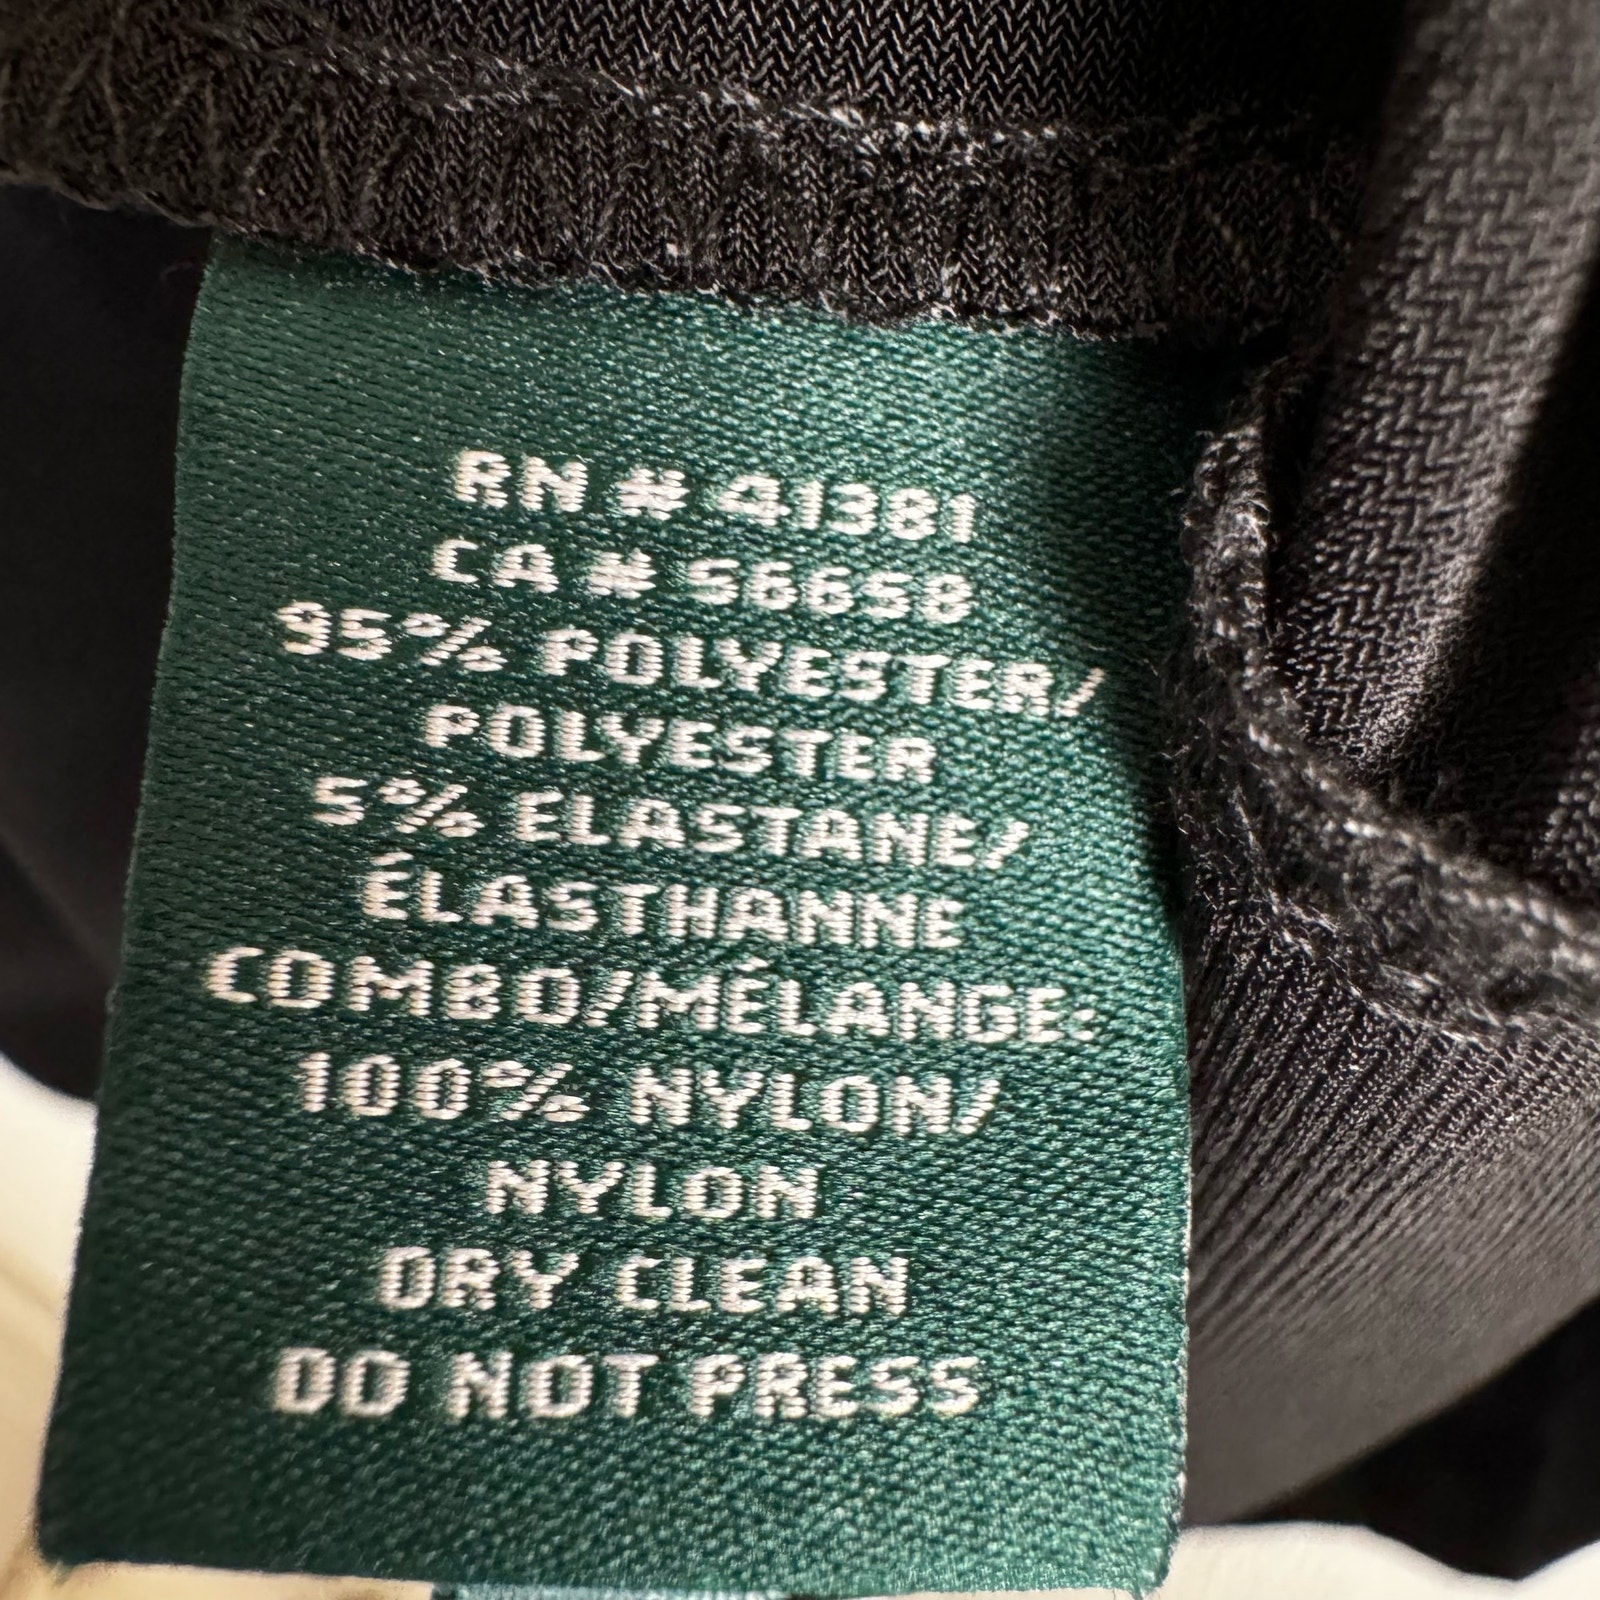 RN # 41381
CA # 56658
95% POLYESTER/
POLYESTER
5% ELASTANE/
ÉLASTHANNE
COMBO/MÉLANGE:
100% NYLON/
NYLON
DRY CLEAN
DO NOT PRESS